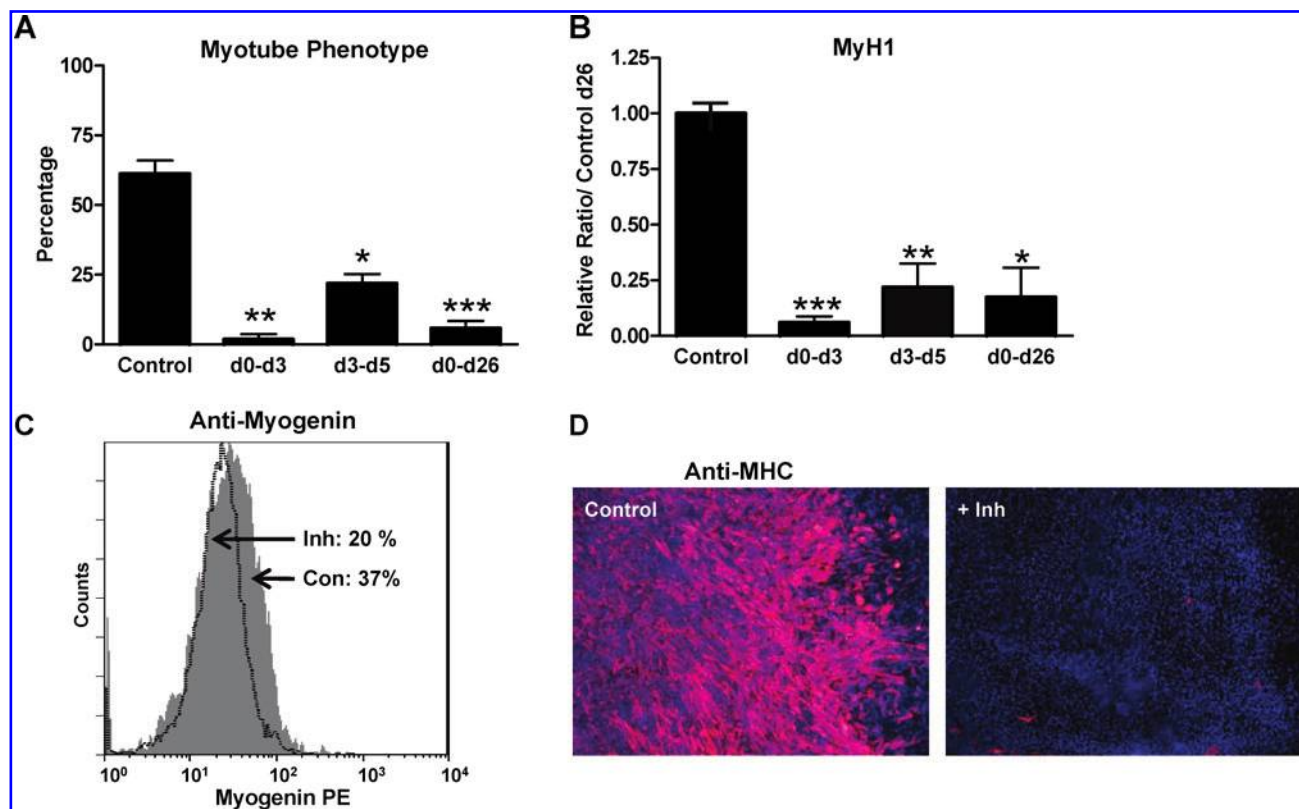 A
Myotube Phenotype
Percentage
100
75
50
25
0
**
*
***
Control d0-d3 d3-d5 d0-d26
B
MyH1
Relative Ratio/ Control d26
1.25
1.00
0.75
0.50
0.25
0.00
***
**
*
Control d0-d3 d3-d5 d0-d26
C
Anti-Myogenin
Counts
Inh: 20 %
Con: 37%
10⁰ 10¹ 10² 10³ 10⁴
Myogenin PE
D
Anti-MHC
Control
+ Inh